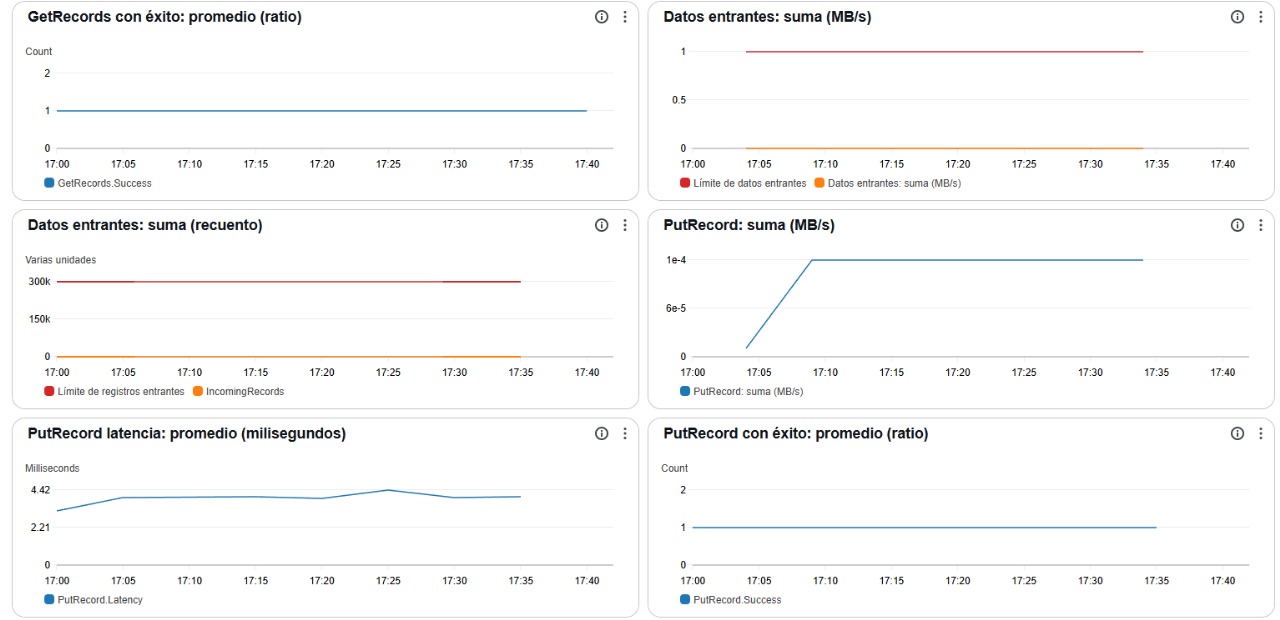 GetRecords con éxito: promedio (ratio)
Count
2
1
0
17:00 17:05 17:10 17:15 17:20 17:25 17:30 17:35 17:40
GetRecords.Success
Datos entrantes: suma (MB/s)
1
0.5
0
17:00 17:05 17:10 17:15 17:20 17:25 17:30 17:35 17:40
Límite de datos entrantes Datos entrantes: suma (MB/s)
Datos entrantes: suma (recuento)
Varias unidades
300k
150k
0
17:00 17:05 17:10 17:15 17:20 17:25 17:30 17:35 17:40
Límite de registros entrantes IncomingRecords
PutRecord: suma (MB/s)
1e-4
6e-5
0
17:00 17:05 17:10 17:15 17:20 17:25 17:30 17:35 17:40
PutRecord: suma (MB/s)
PutRecord latencia: promedio (milisegundos)
Milliseconds
4.42
2.21
0
17:00 17:05 17:10 17:15 17:20 17:25 17:30 17:35 17:40
PutRecord.Latency
PutRecord con éxito: promedio (ratio)
Count
2
1
0
17:00 17:05 17:10 17:15 17:20 17:25 17:30 17:35 17:40
PutRecord.Success